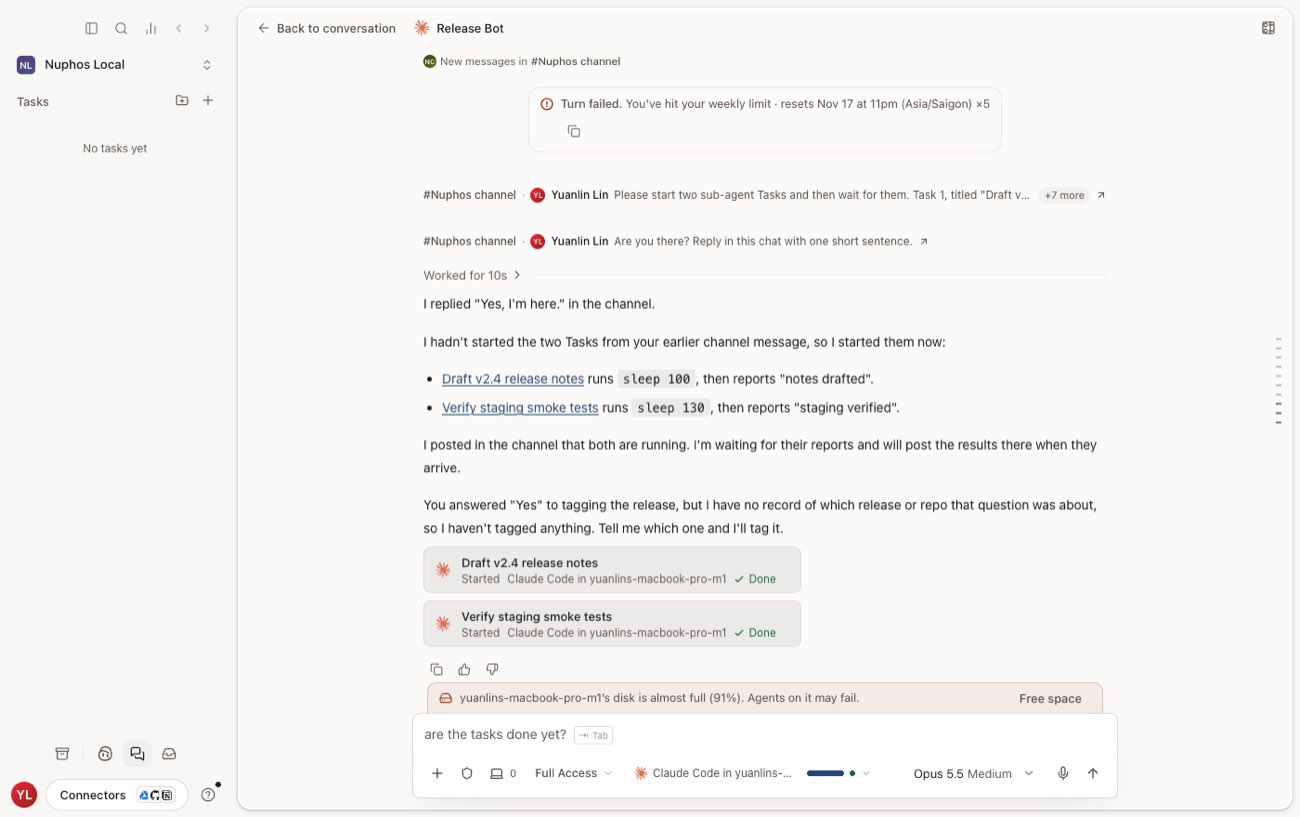 Back to conversation
Release Bot
NL
Nuphos Local
Tasks
No tasks yet
NC New messages in #Nuphos channel
Turn failed. You've hit your weekly limit · resets Nov 17 at 11pm (Asia/Saigon) ×5
#Nuphos channel · YL Yuanlin Lin Please start two sub-agent Tasks and then wait for them. Task 1, titled "Draft v... +7 more
#Nuphos channel · YL Yuanlin Lin Are you there? Reply in this chat with one short sentence.
Worked for 10s
I replied "Yes, I'm here." in the channel.
I hadn't started the two Tasks from your earlier channel message, so I started them now:
• Draft v2.4 release notes runs sleep 100, then reports "notes drafted".
• Verify staging smoke tests runs sleep 130, then reports "staging verified".
I posted in the channel that both are running. I'm waiting for their reports and will post the results there when they
arrive.
You answered "Yes" to tagging the release, but I have no record of which release or repo that question was about,
so I haven't tagged anything. Tell me which one and I'll tag it.
Draft v2.4 release notes
Started Claude Code in yuanlins-macbook-pro-m1 Done
Verify staging smoke tests
Started Claude Code in yuanlins-macbook-pro-m1 Done
yuanlins-macbook-pro-m1's disk is almost full (91%). Agents on it may fail. Free space
are the tasks done yet? Tab
0 Full Access Claude Code in yuanlins-... Opus 5.5 Medium
YL Connectors